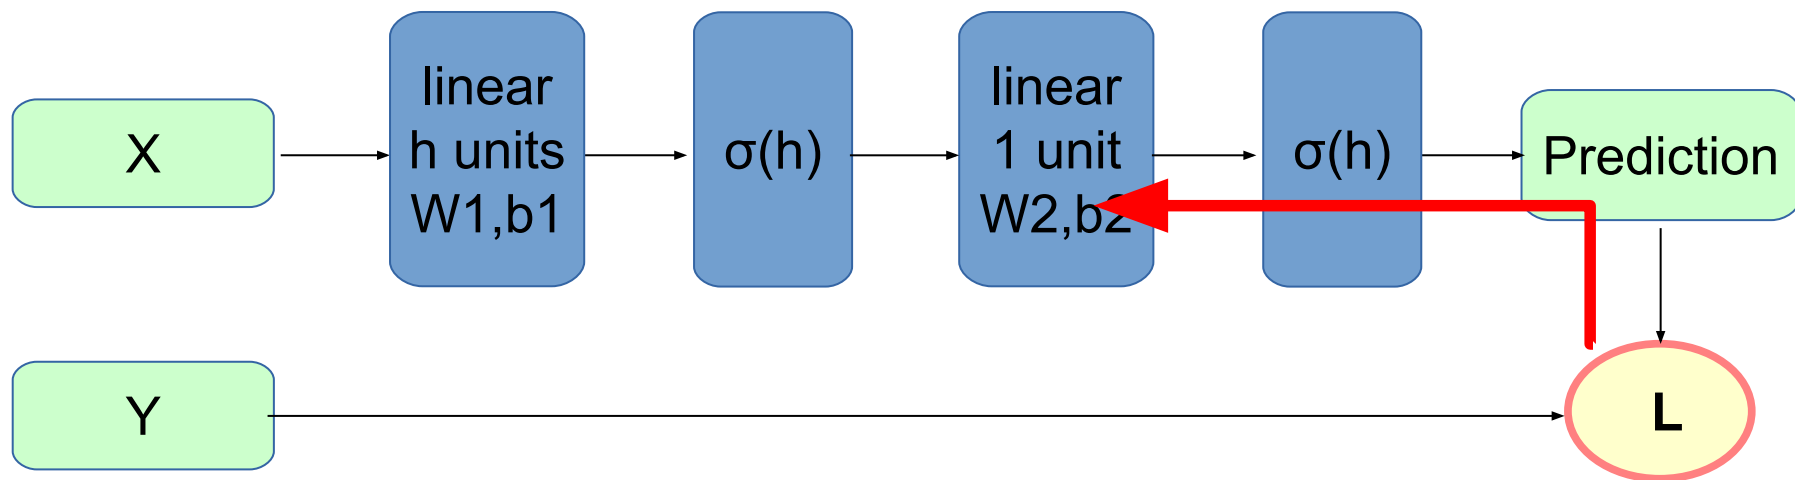 X
linear
h units
W1,b1
σ(h)
linear
1 unit
W2,b2
σ(h)
Prediction
Y
L